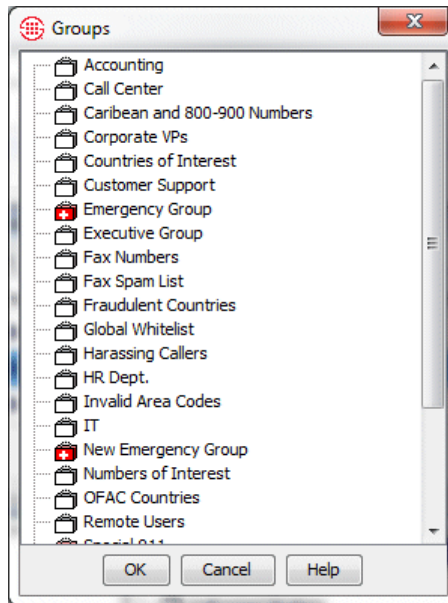 Groups
Accounting
Call Center
Caribean and 800-900 Numbers
Corporate VPs
Countries of Interest
Customer Support
Emergency Group
Executive Group
Fax Numbers
Fax Spam List
Fraudulent Countries
Global Whitelist
Harassing Callers
HR Dept.
Invalid Area Codes
IT
New Emergency Group
Numbers of Interest
OFAC Countries
Remote Users
Special 911
OK Cancel Help